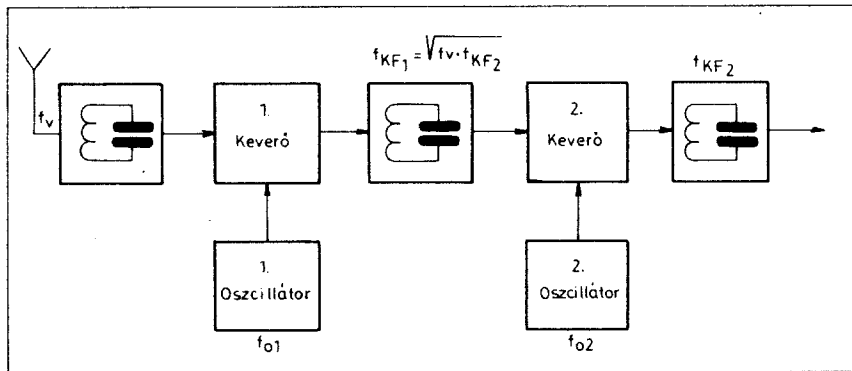 f_KF1 = √fv·f_KF2
f_KF2
f_v
1.
Keverő
2.
Keverő
1.
Oszcillátor
2.
Oszcillátor
f_o1
f_o2